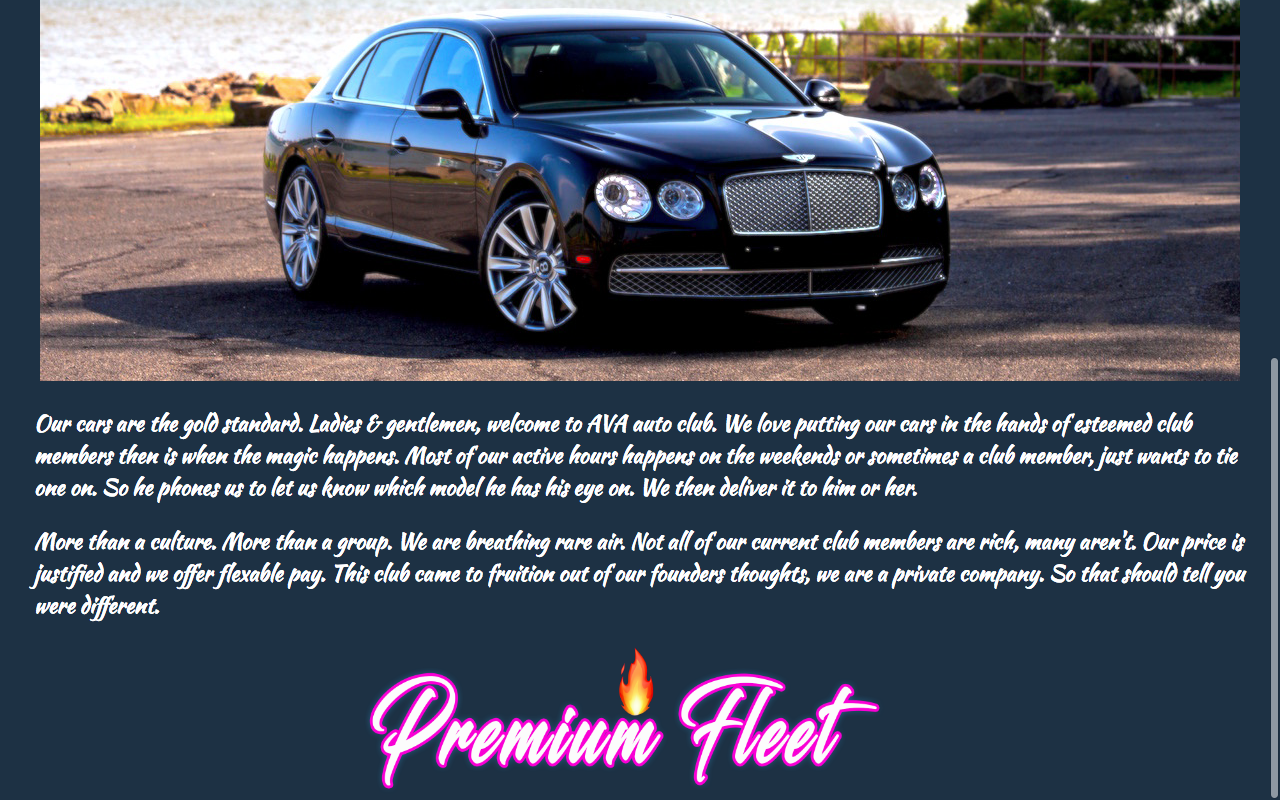 Our cars are the gold standard. Ladies & gentlemen, welcome to AVA auto club. We love putting our cars in the hands of esteemed club
members then is when the magic happens. Most of our active hours happens on the weekends or sometimes a club member, just wants to tie
one on. So he phones us to let us know which model he has his eye on. We then deliver it to him or her.
More than a culture. More than a group. We are breathing rare air. Not all of our current club members are rich, many aren't. Our price is
justified and we offer flexable pay. This club came to fruition out of our founders thoughts, we are a private company. So that should tell you
were different.
Premium Fleet